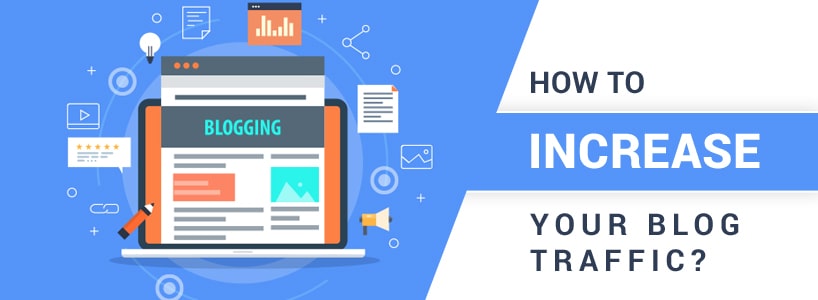 BLOGGING
HOW TO
INCREASE
YOUR BLOG
TRAFFIC?